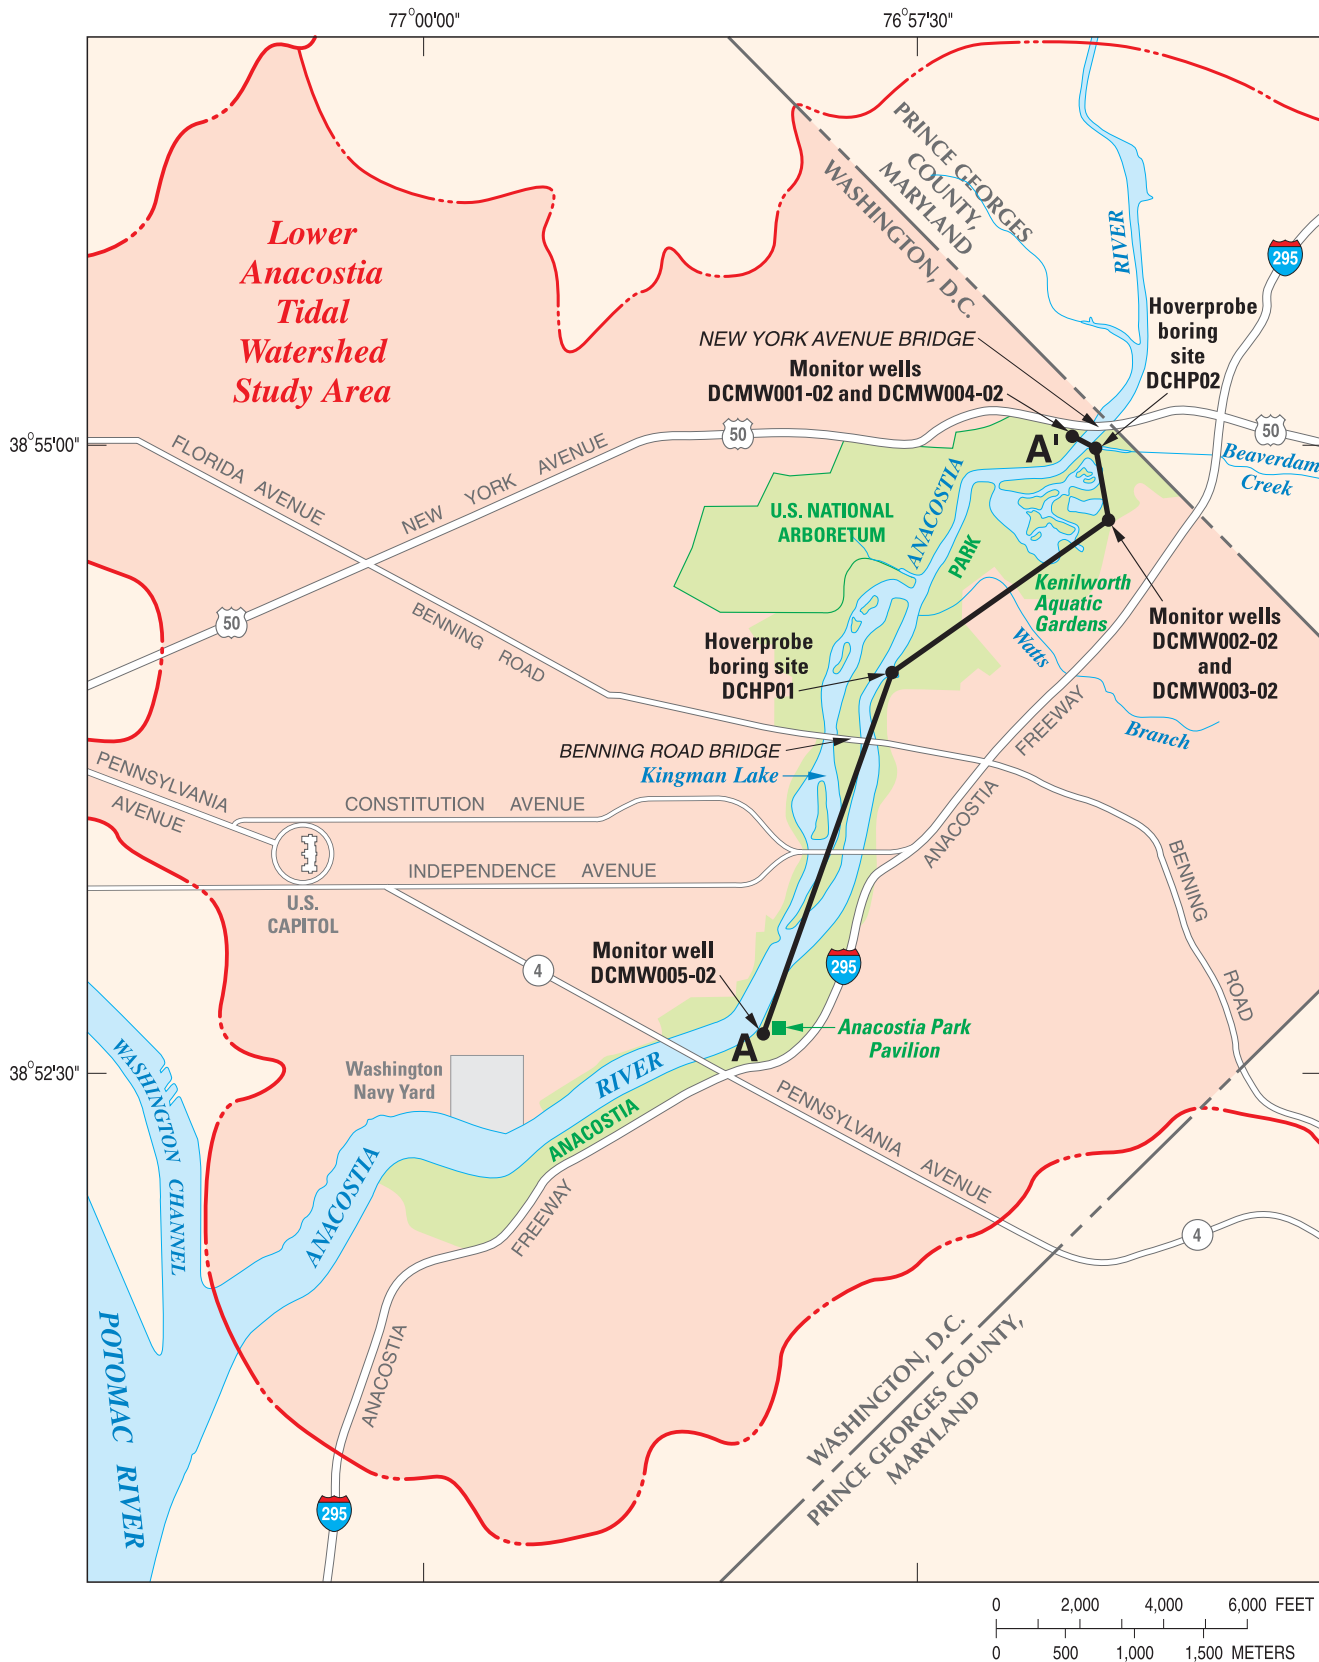 77°00'00"
76°57'30"
PRINCE GEORGES
COUNTY,
MARYLAND
WASHINGTON, D.C.
RIVER
295
Lower
Anacostia
Tidal
Watershed
Study Area
Hoverprobe
boring
site
DCHP02
NEW YORK AVENUE BRIDGE
Monitor wells
DCMW001-02 and DCMW004-02
38°55'00"
50
50
A'
FLORIDA AVENUE
NEW YORK AVENUE
Beaverdam
Creek
ANACOSTIA
U.S. NATIONAL
ARBORETUM
PARK
Kenilworth
Aquatic
Gardens
50
BENNING ROAD
Monitor wells
DCMW002-02
and
DCMW003-02
Hoverprobe
boring site
DCHP01
Watts
Branch
BENNING ROAD BRIDGE
Kingman Lake
ANACOSTIA FREEWAY
PENNSYLVANIA
AVENUE
CONSTITUTION AVENUE
INDEPENDENCE AVENUE
BENNING
ROAD
U.S.
CAPITOL
4
Monitor well
DCMW005-02
295
A
Anacostia Park
Pavilion
38°52'30"
WASHINGTON CHANNEL
Washington
Navy Yard
RIVER
ANACOSTIA
PENNSYLVANIA AVENUE
ANACOSTIA
FREEWAY
4
POTOMAC RIVER
ANACOSTIA
WASHINGTON, D.C.
PRINCE GEORGES COUNTY,
MARYLAND
295
0 2,000 4,000 6,000 FEET
0 500 1,000 1,500 METERS